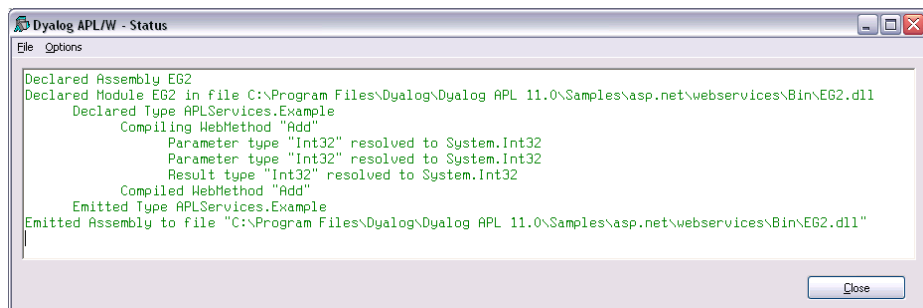 Dyalog APL/W - Status
File Options
Declared Assembly EG2
Declared Module EG2 in file C:\Program Files\Dyalog\Dyalog APL 11.0\Samples\asp.net\webservices\Bin\EG2.dll
Declared Type APLServices.Example
Compiling WebMethod "Add"
Parameter type "Int32" resolved to System.Int32
Parameter type "Int32" resolved to System.Int32
Result type "Int32" resolved to System.Int32
Compiled WebMethod "Add"
Emitted Type APLServices.Example
Emitted Assembly to file "C:\Program Files\Dyalog\Dyalog APL 11.0\Samples\asp.net\webservices\Bin\EG2.dll"
Close